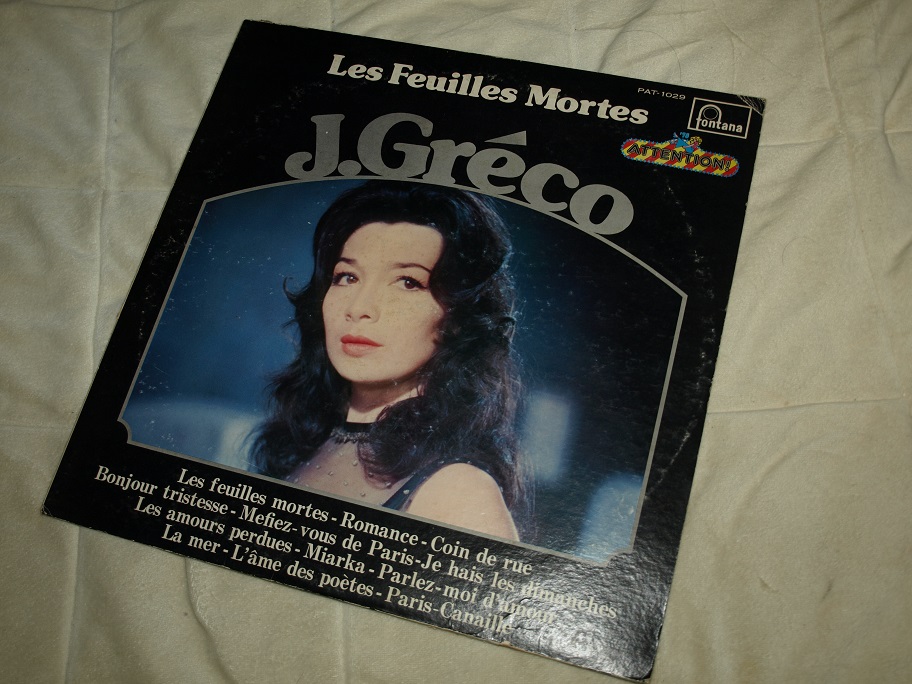 Les Feuilles Mortes
PAT-1029
fontana
ATTENTION!
J.Gréco
Les feuilles mortes - Romance - Coin de rue
Bonjour tristesse - Mefiez-vous de Paris - Je hais les dimanches
Les amours perdues - Miarka - Parlez-moi d'amour
La mer - L'âme des poètes - Paris-Canaille